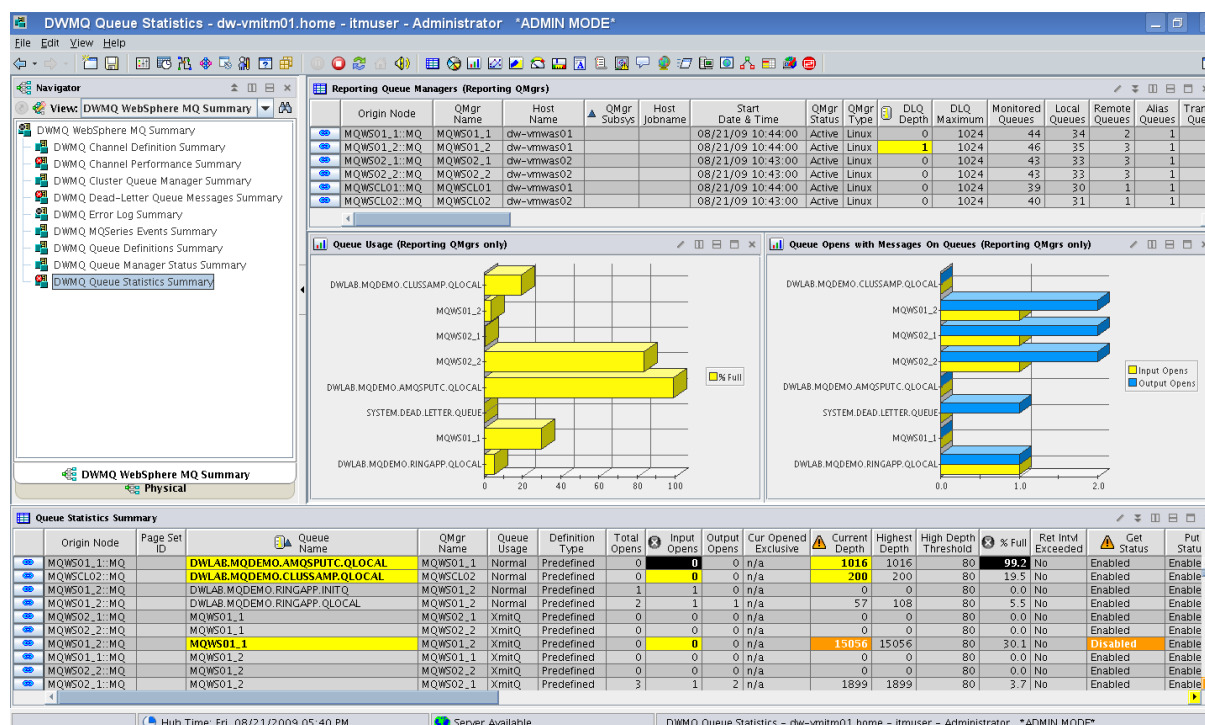 DWMQ Queue Statistics - dw-vmitm01.home - itmuser - Administrator *ADMIN MODE*
File Edit View Help
Navigator
View: DWMQ WebSphere MQ Summary
DWMQ WebSphere MQ Summary
DWMQ Channel Definition Summary
DWMQ Channel Performance Summary
DWMQ Cluster Queue Manager Summary
DWMQ Dead-Letter Queue Messages Summary
DWMQ Error Log Summary
DWMQ MQSeries Events Summary
DWMQ Queue Definitions Summary
DWMQ Queue Manager Status Summary
DWMQ Queue Statistics Summary
DWMQ WebSphere MQ Summary
Physical
Reporting Queue Managers (Reporting QMgrs)
Origin Node QMgr Name Host Name QMgr Subsys Host Jobname Start Date & Time QMgr Status QMgr Type DLQ Depth DLQ Maximum Monitored Queues Local Queues Remote Queues Alias Queues Tran Que
MQWS01_1::MQ MQWS01_1 dw-vmwas01 08/21/09 10:44:00 Active Linux 0 1024 44 34 2 1
MQWS01_2::MQ MQWS01_2 dw-vmwas01 08/21/09 10:44:00 Active Linux 1 1024 46 35 3 1
MQWS02_1::MQ MQWS02_1 dw-vmwas02 08/21/09 10:43:00 Active Linux 0 1024 43 33 3 1
MQWS02_2::MQ MQWS02_2 dw-vmwas02 08/21/09 10:43:00 Active Linux 0 1024 43 33 3 1
MQWSCL01::MQ MQWSCL01 dw-vmwas01 08/21/09 10:44:00 Active Linux 0 1024 39 30 1 1
MQWSCL02::MQ MQWSCL02 dw-vmwas02 08/21/09 10:43:00 Active Linux 0 1024 40 31 1 1
Queue Usage (Reporting QMgrs only)
DWLAB.MQDEMO.CLUSSAMP.QLOCAL
MQWS01_2
MQWS02_1
MQWS02_2
DWLAB.MQDEMO.AMQSPUTC.QLOCAL
SYSTEM.DEAD.LETTER.QUEUE
MQWS01_1
DWLAB.MQDEMO.RINGAPP.QLOCAL
0 20 40 60 80 100
% Full
Queue Opens with Messages On Queues (Reporting QMgrs only)
DWLAB.MQDEMO.CLUSSAMP.QLOCAL
MQWS01_2
MQWS02_1
MQWS02_2
DWLAB.MQDEMO.AMQSPUTC.QLOCAL
SYSTEM.DEAD.LETTER.QUEUE
MQWS01_1
DWLAB.MQDEMO.RINGAPP.QLOCAL
0.0 1.0 2.0
Input Opens
Output Opens
Queue Statistics Summary
Origin Node Page Set ID Queue Name QMgr Name Queue Usage Definition Type Total Opens Input Opens Output Opens Cur Opened Exclusive Current Depth Highest Depth High Depth Threshold % Full Ret Intvl Exceeded Get Status Put Statu
MQWS01_1::MQ DWLAB.MQDEMO.AMQSPUTC.QLOCAL MQWS01_1 Normal Predefined 0 0 0 n/a 1016 1016 80 99.2 No Enabled Enable
MQWSCL02::MQ DWLAB.MQDEMO.CLUSSAMP.QLOCAL MQWSCL02 Normal Predefined 0 0 0 n/a 200 200 80 19.5 No Enabled Enable
MQWS01_2::MQ DWLAB.MQDEMO.RINGAPP.INITQ MQWS01_2 Normal Predefined 1 1 0 n/a 0 0 80 0.0 No Enabled Enable
MQWS01_2::MQ DWLAB.MQDEMO.RINGAPP.QLOCAL MQWS01_2 Normal Predefined 2 1 1 n/a 57 108 80 5.5 No Enabled Enable
MQWS02_1::MQ MQWS01_1 MQWS02_1 XmitQ Predefined 0 0 0 n/a 0 0 80 0.0 No Enabled Enable
MQWS02_2::MQ MQWS01_1 MQWS02_2 XmitQ Predefined 0 0 0 n/a 0 0 80 0.0 No Enabled Enable
MQWS01_2::MQ MQWS01_1 MQWS01_2 XmitQ Predefined 0 0 0 n/a 15056 15056 80 30.1 No Disabled Enable
MQWS01_1::MQ MQWS01_2 MQWS01_1 XmitQ Predefined 0 0 0 n/a 0 0 80 0.0 No Enabled Enable
MQWS02_2::MQ MQWS01_2 MQWS02_2 XmitQ Predefined 0 0 0 n/a 0 0 80 0.0 No Enabled Enable
MQWS02_1::MQ MQWS01_2 MQWS02_1 XmitQ Predefined 3 1 2 n/a 1899 1899 80 3.7 No Enabled Enable
Hub Time: Fri, 08/21/2009 05:40 PM Server Available DWMQ Queue Statistics - dw-vmitm01.home - itmuser - Administrator *ADMIN MODE*